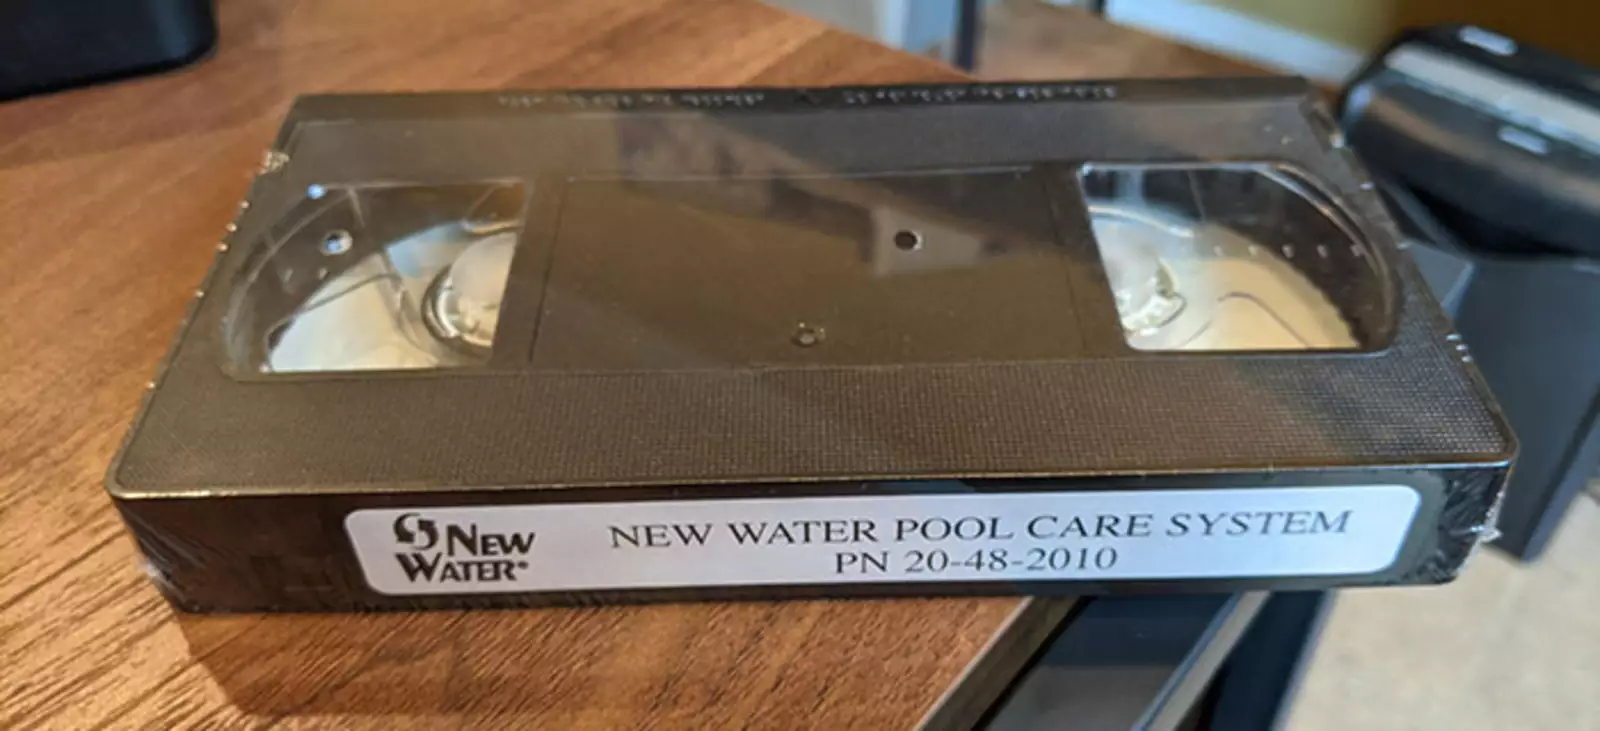 NEW WATER®
NEW WATER POOL CARE SYSTEM
PN 20-48-2010